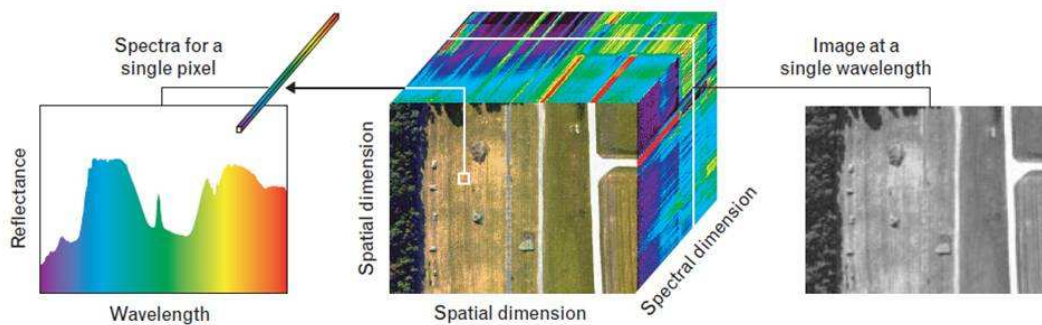 Spectra for a
single pixel
Reflectance
Wavelength
Spatial dimension
Spatial dimension
Spectral dimension
Image at a
single wavelength